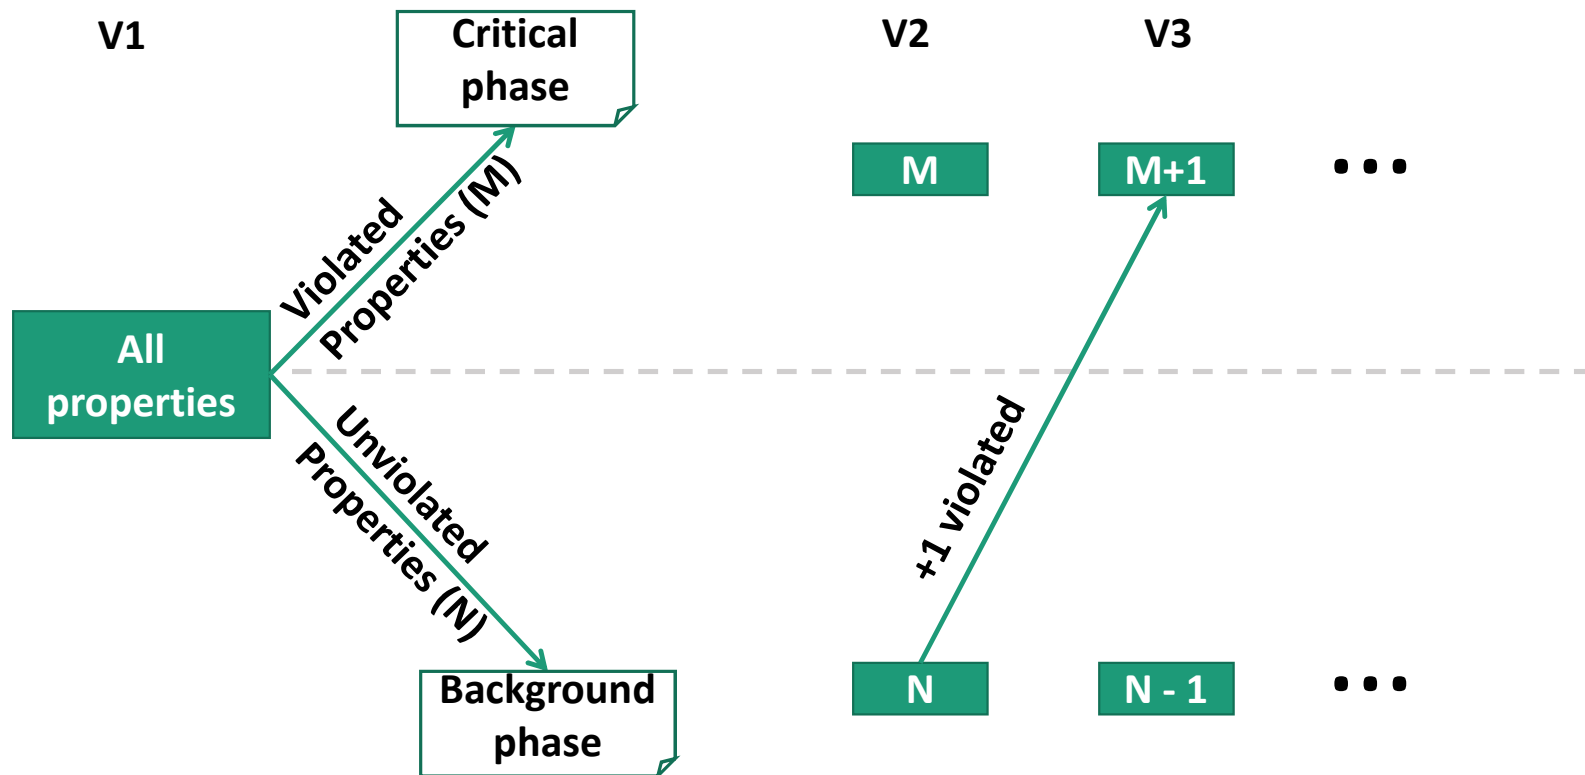 V1
Critical
phase
V2
V3
M
M+1
...
Violated
Properties (M)
All
properties
Unviolated
Properties (N)
+1 violated
Background
phase
N
N - 1
...